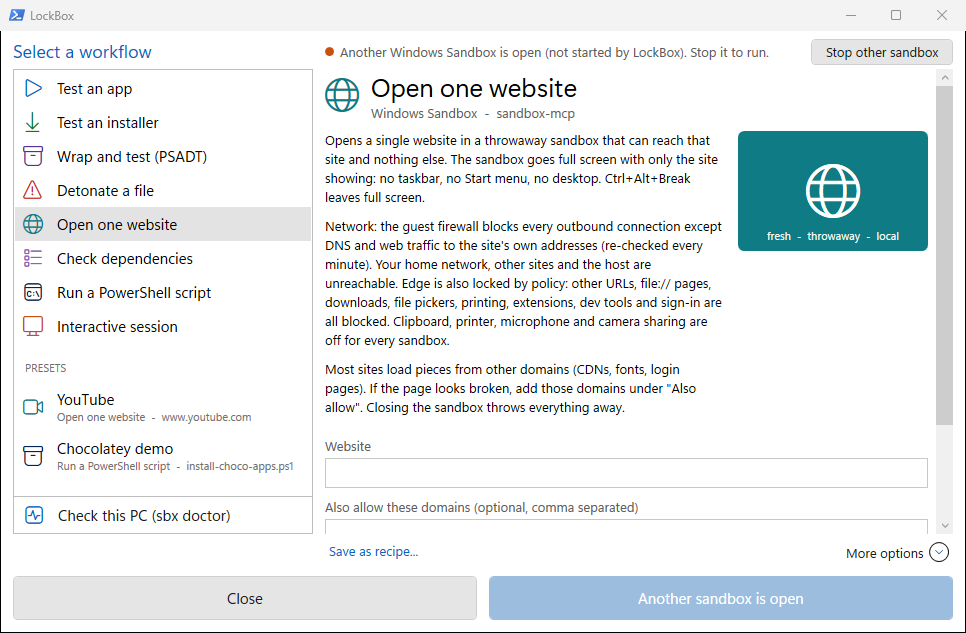 LockBox
Select a workflow
Another Windows Sandbox is open (not started by LockBox). Stop it to run.
Stop other sandbox
Test an app
Test an installer
Wrap and test (PSADT)
Detonate a file
Open one website
Check dependencies
C:\
Run a PowerShell script
Interactive session
PRESETS
YouTube
Open one website - www.youtube.com
Chocolatey demo
Run a PowerShell script - install-choco-apps.ps1
Check this PC (sbx doctor)
Open one website
Windows Sandbox - sandbox-mcp
Opens a single website in a throwaway sandbox that can reach that
site and nothing else. The sandbox goes full screen with only the site
showing: no taskbar, no Start menu, no desktop. Ctrl+Alt+Break
leaves full screen.
Network: the guest firewall blocks every outbound connection except
DNS and web traffic to the site's own addresses (re-checked every
minute). Your home network, other sites and the host are
unreachable. Edge is also locked by policy: other URLs, file:// pages,
downloads, file pickers, printing, extensions, dev tools and sign-in are
all blocked. Clipboard, printer, microphone and camera sharing are
off for every sandbox.
Most sites load pieces from other domains (CDNs, fonts, login
pages). If the page looks broken, add those domains under "Also
allow". Closing the sandbox throws everything away.
fresh - throwaway - local
Website
Also allow these domains (optional, comma separated)
Save as recipe...
More options
Close
Another sandbox is open